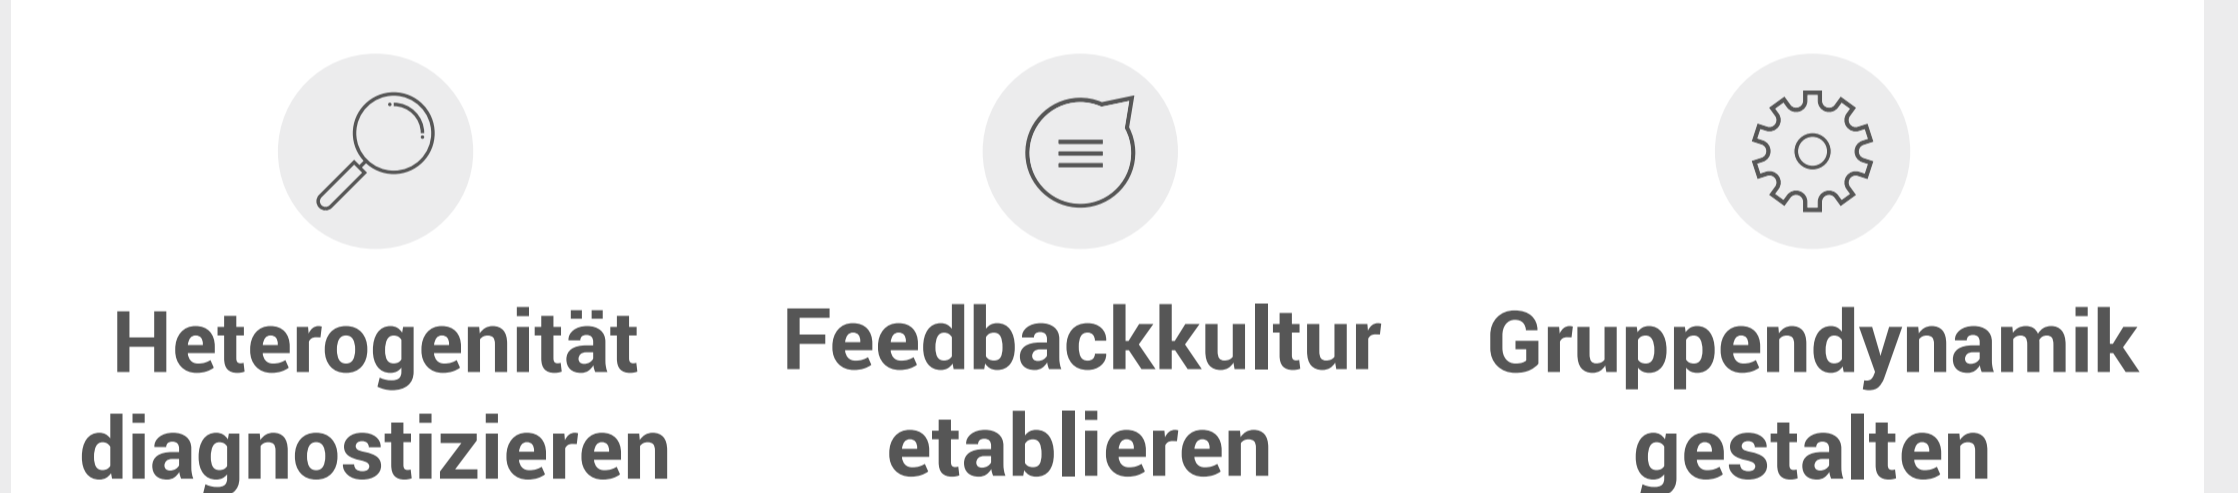 Heterogenität
diagnostizieren
Feedbackkultur
etablieren
Gruppendynamik
gestalten